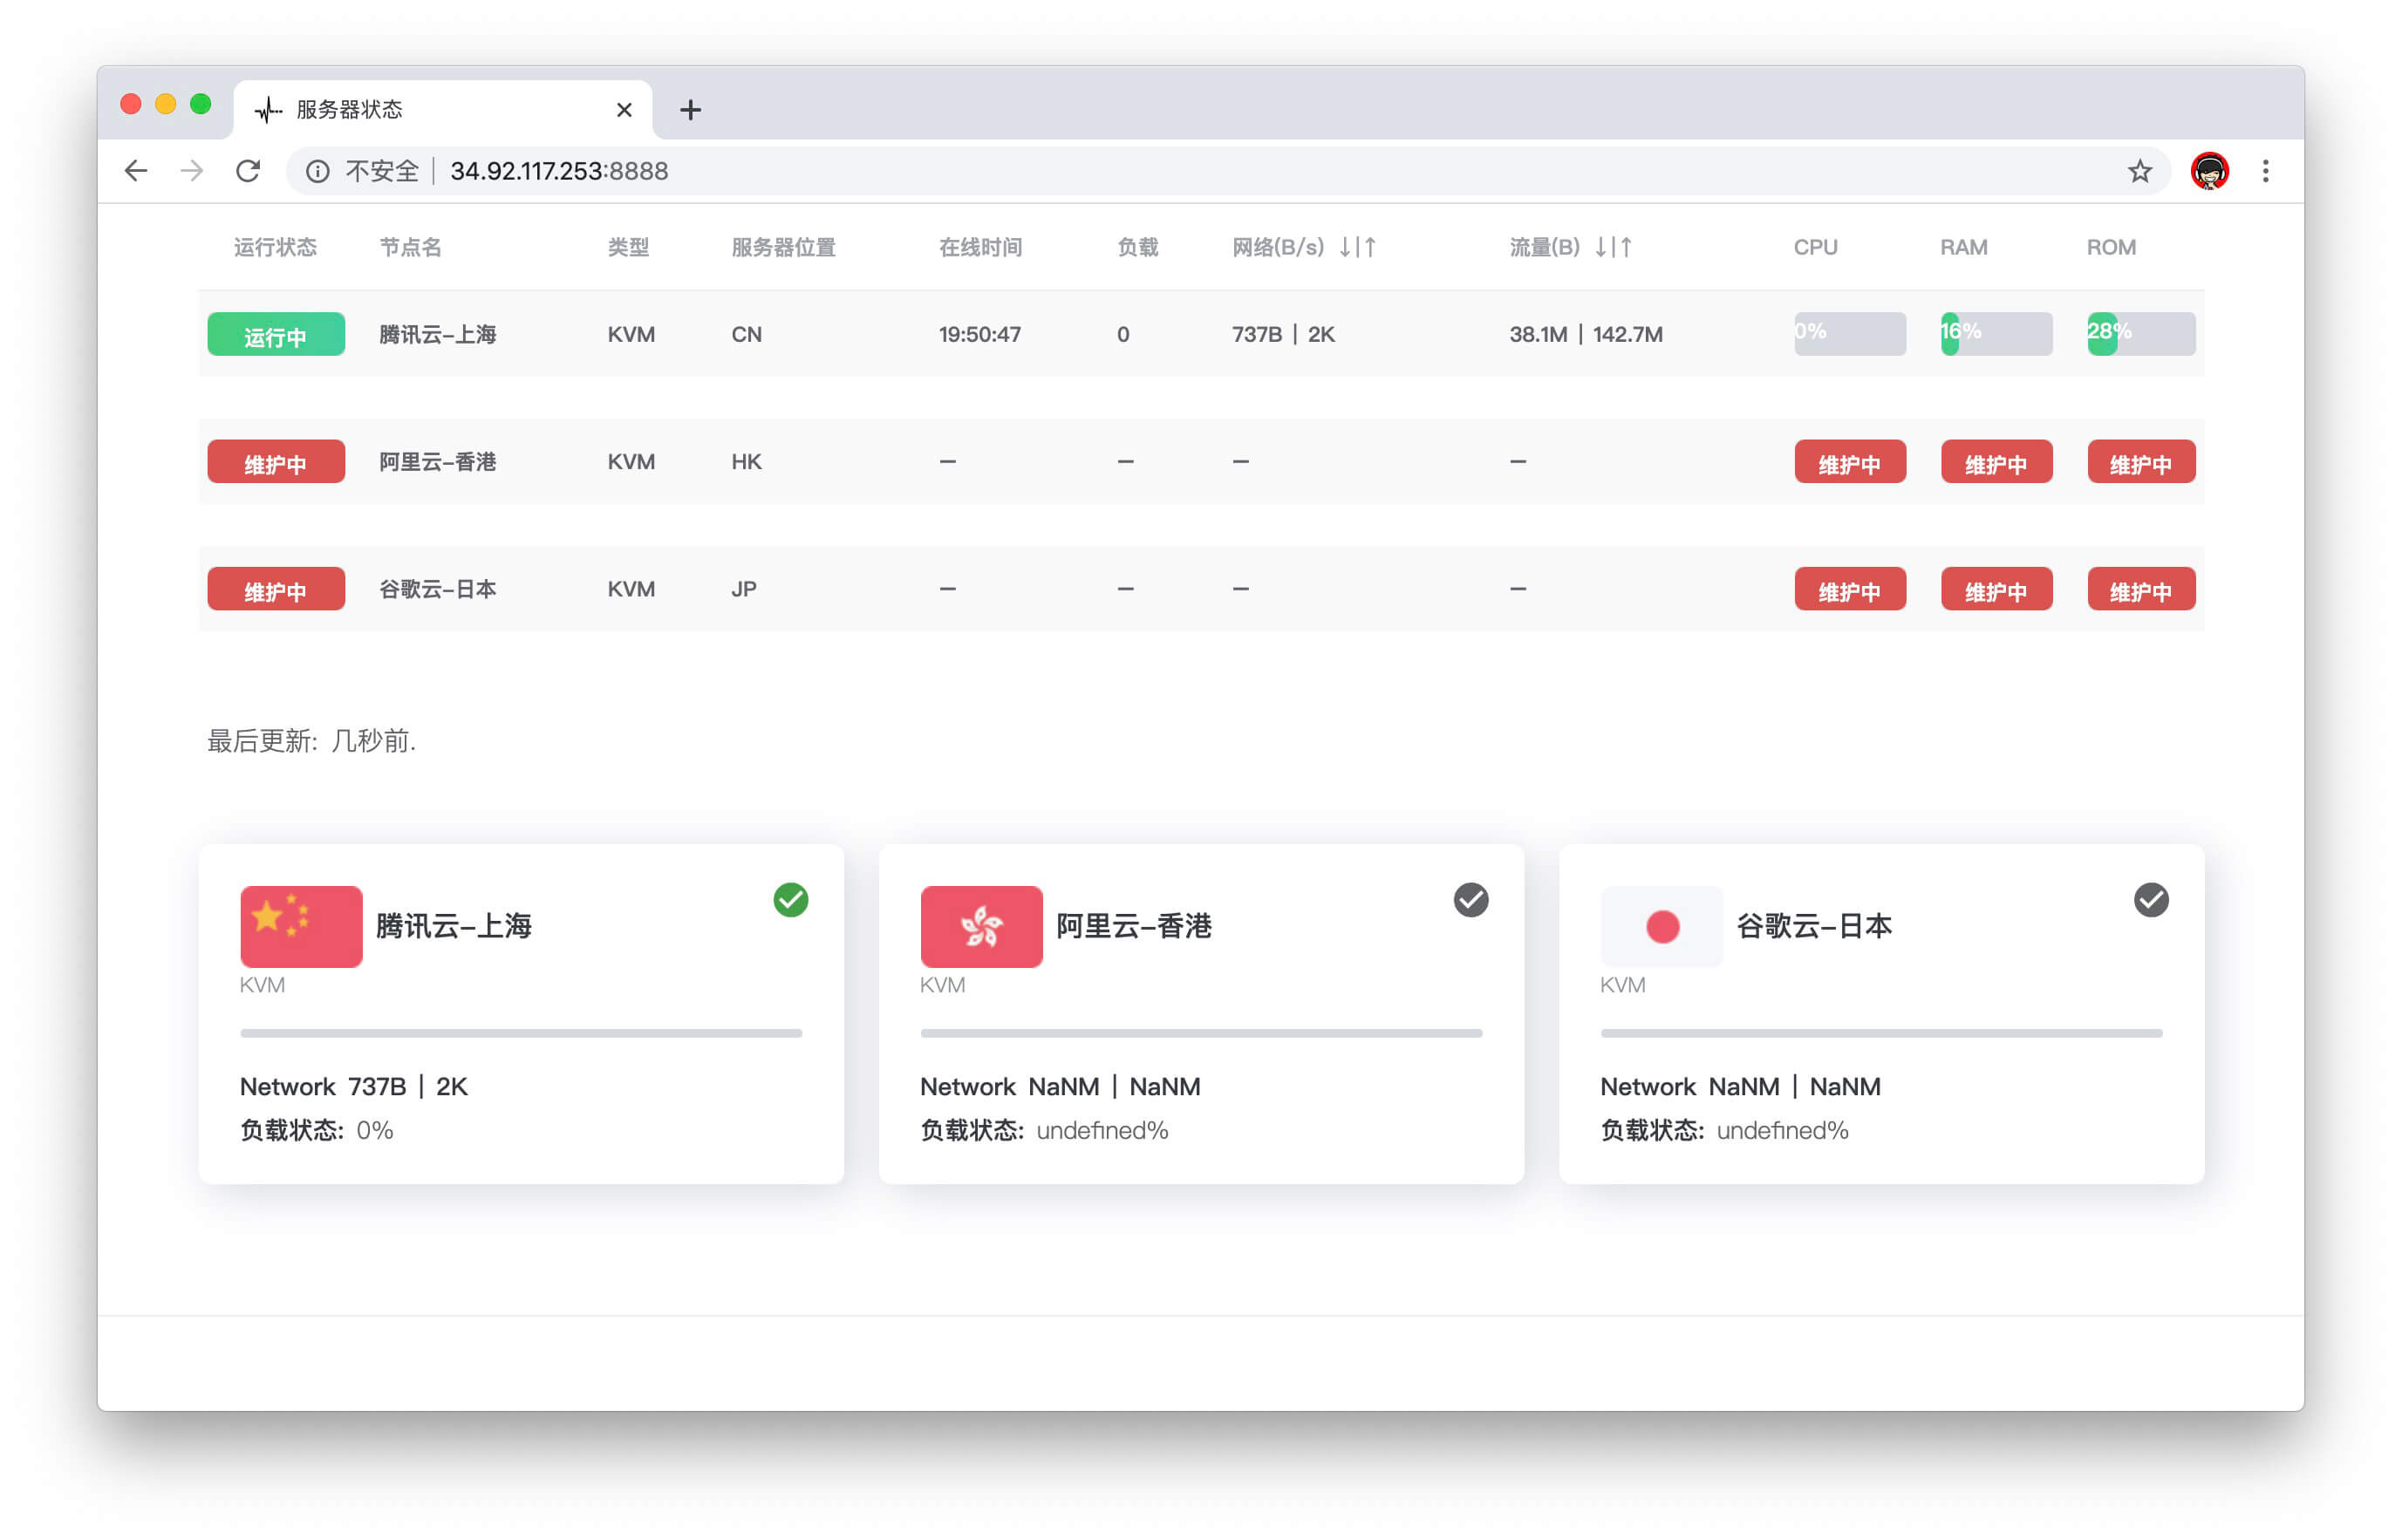 服务器状态
不安全 | 34.92.117.253:8888
运行状态 节点名 类型 服务器位置 在线时间 负载 网络(B/s) ↓|↑ 流量(B) ↓|↑ CPU RAM ROM
运行中 腾讯云-上海 KVM CN 19:50:47 0 737B | 2K 38.1M | 142.7M 0% 16% 28%
维护中 阿里云-香港 KVM HK – – – – 维护中 维护中 维护中
维护中 谷歌云-日本 KVM JP – – – – 维护中 维护中 维护中
最后更新: 几秒前.
腾讯云-上海
KVM
Network 737B | 2K
负载状态: 0%
阿里云-香港
KVM
Network NaNM | NaNM
负载状态: undefined%
谷歌云-日本
KVM
Network NaNM | NaNM
负载状态: undefined%